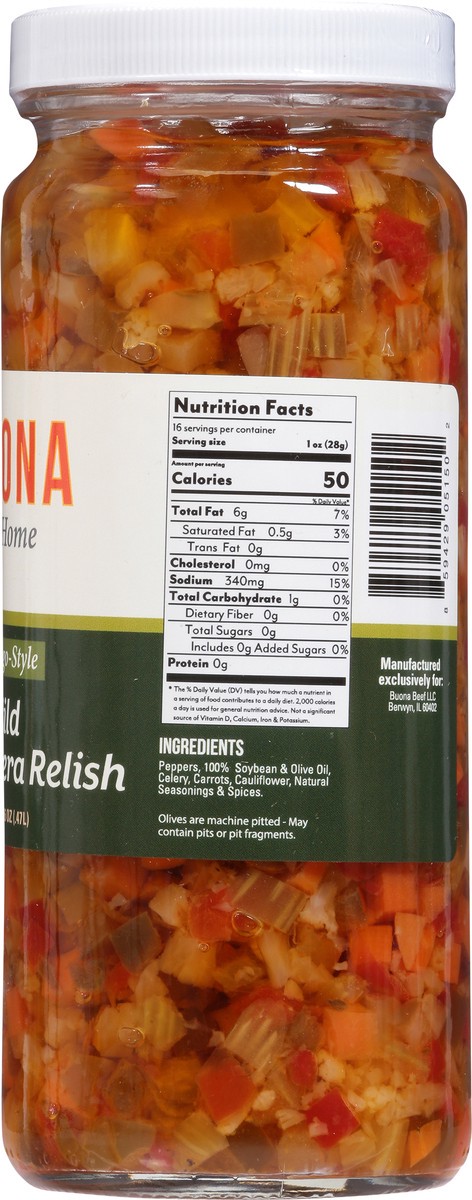 ONA
Home
go-Style
ild
era Relish
6 OZ (.47L)
Nutrition Facts
16 servings per container
Serving size 1 oz (28g)
Amount per serving
Calories 50
% Daily Value*
Total Fat 6g 7%
Saturated Fat 0.5g 3%
Trans Fat 0g
Cholesterol 0mg 0%
Sodium 340mg 15%
Total Carbohydrate 1g 0%
Dietary Fiber 0g 0%
Total Sugars 0g
Includes 0g Added Sugars 0%
Protein 0g
* The % Daily Value (DV) tells you how much a nutrient in
a serving of food contributes to a daily diet. 2,000 calories
a day is used for general nutrition advice. Not a significant
source of Vitamin D, Calcium, Iron & Potassium.
INGREDIENTS
Peppers, 100% Soybean & Olive Oil,
Celery, Carrots, Cauliflower, Natural
Seasonings & Spices.
Olives are machine pitted - May
contain pits or pit fragments.
8 59429 05150 2
Manufactured
exclusively for:
Buona Beef LLC
Berwyn, IL 60402